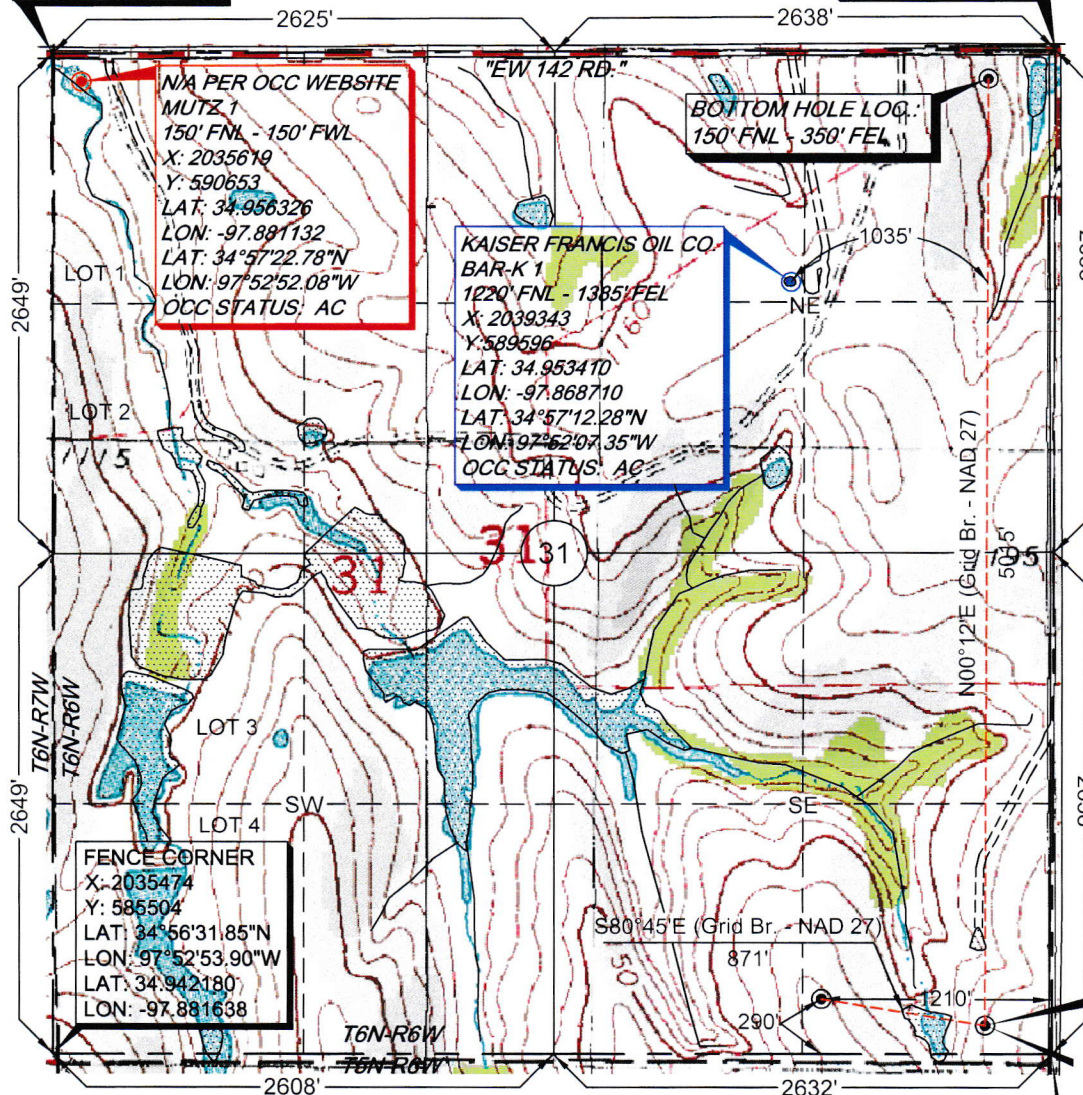 2625'
2638'
"EW 142 RD."
N/A PER OCC WEBSITE
MUTZ 1
150' FNL - 150' FWL
X: 2035619
Y: 590653
LAT: 34.956326
LON: -97.881132
LAT: 34°57'22.78"N
LON: 97°52'52.08"W
OCC STATUS: AC
BOTTOM HOLE LOC.:
150' FNL - 350' FEL
KAISER FRANCIS OIL CO.
BAR-K 1
1220' FNL - 1385' FEL
X: 2039343
Y:589596
LAT: 34.953410
LON: -97.868710
LAT: 34°57'12.28"N
LON: 97°52'07.35"W
OCC STATUS: AC
1035'
NE
LOT 1
2649'
1160
LOT 2
1115
31
31
31
N00°12'E (Grid Br. - NAD 27)
5015'
T6N-R7W
T6N-R6W
LOT 3
SW
SE
LOT 4
2649'
FENCE CORNER
X: 2035474
Y: 585504
LAT: 34°56'31.85"N
LON: 97°52'53.90"W
LAT: 34.942180
LON: -97.881638
S80°45'E (Grid Br. - NAD 27)
871'
1210'
290'
T6N-R6W
T5N-R6W
2608'
2632'